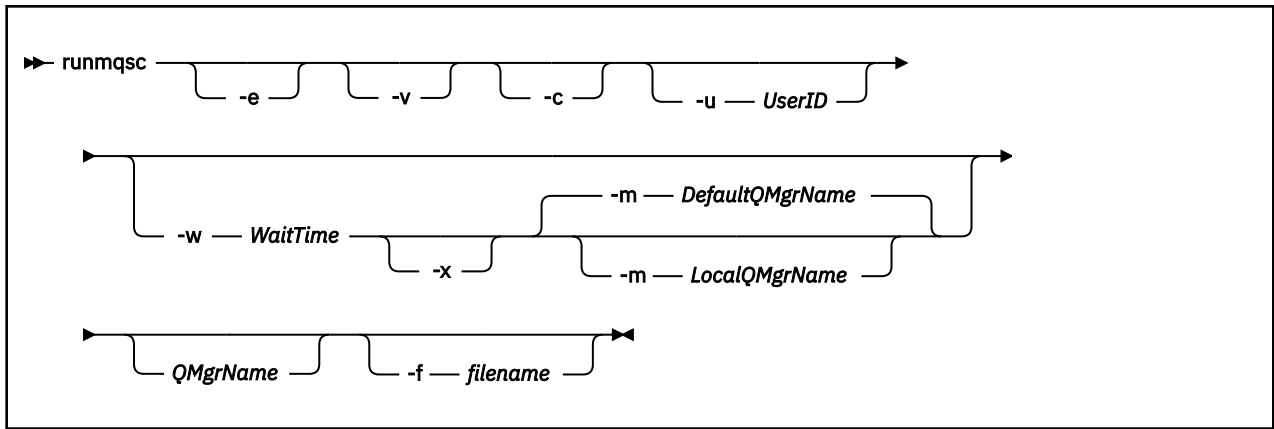 runmqsc
-e -v -c -u UserID
-m DefaultQMgrName
-w WaitTime
-x -m LocalQMgrName
QMgrName -f filename